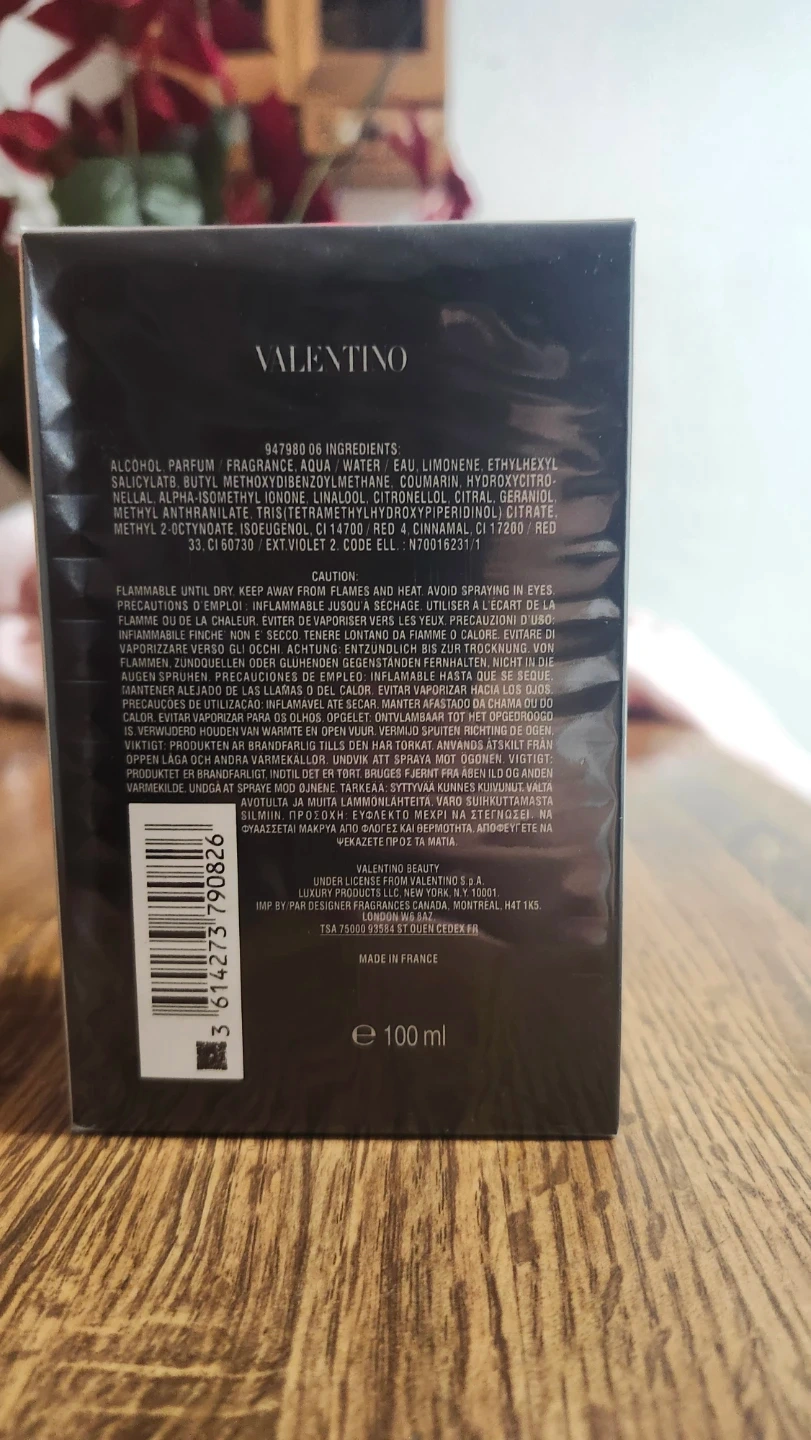 VALENTINO
947980 06 INGREDIENTS:
ALCOHOL, PARFUM / FRAGRANCE, AQUA / WATER / EAU, LIMONENE, ETHYLHEXYL
SALICYLATB, BUTYL METHOXYDIBENZOYLMETHANE, COUMARIN, HYDROXYCITRO-
NELLAL, ALPHA-ISOMETHYL IONONE, LINALOOL, CITRONELLOL, CITRAL, GERANIOL,
METHYL ANTHRANILATE, TRIS(TETRAMETHYLHYDROXYPIPERIDINOL) CITRATE,
METHYL 2-OCTYNOATE, ISOEUGENOL, CI 14700 / RED 4, CINNAMAL, CI 17200 / RED
33, CI 60730 / EXT.VIOLET 2. CODE ELL. : N70016231/1
CAUTION:
FLAMMABLE UNTIL DRY. KEEP AWAY FROM FLAMES AND HEAT. AVOID SPRAYING IN EYES.
PRECAUTIONS D'EMPLOI : INFLAMMABLE JUSQU'A SÉCHAGE. UTILISER A L'ÉCART DE LA
FLAMME OU DE LA CHALEUR. EVITER DE VAPORISER VERS LES YEUX. PRECAUZIONI D'USO:
INFIAMMABILE FINCHE' NON E' SECCO. TENERE LONTANO DA FIAMME O CALORE. EVITARE DI
VAPORIZZARE VERSO GLI OCCHI. ACHTUNG: ENTZUNDLICH BIS ZUR TROCKNUNG. VON
FLAMMEN, ZUNDQUELLEN ODER GLUHENDEN GEGENSTÄNDEN FERNHALTEN, NICHT IN DIE
AUGEN SPRUHEN. PRECAUCIONES DE EMPLEO: INFLAMABLE HASTA QUE SE SEQUE.
MANTENER ALEJADO DE LAS LLAMAS O DEL CALOR. EVITAR VAPORIZAR HACIA LOS OJOS.
PRECAUÇÕES DE UTILIZACAO: INFLAMAVEL ATE SECAR. MANTER AFASTADO DA CHAMA OU DO
CALOR. EVITAR VAPORIZAR PARA OS OLHOS. OPGELET: ONTVLAMBAAR TOT HET OPGEDROOGD
IS. VERWIJDERD HOUDEN VAN WARMTE EN OPEN VUUR. VERMIJD SPUITEN RICHTING DE OGEN.
VIKTIGT: PRODUKTEN AR BRANDFARLIG TILLS DEN HAR TORKAT. ANVANDS ÅTSKILT FRÅN
OPPEN LÅGA OCH ANDRA VARMEKALLOR. UNDVIK ATT SPRAYA MOT OGONEN. VIGTIGT:
PRODUKTET ER BRANDFARLIGT, INDTIL DET ER TØRT. BRUGES FJERNT FRA ÅBEN ILD OG ANDEN
VARMEKILDE. UNDGÅ AT SPRAYE MOD ØJNENE. TARKEAA: SYTTYVÄÄ KUNNES KUIVUNUT. VÄLTÄ
AVOTULTA JA MUITA LAMMONLÄHTEITÄ. VARO SUIHKUTTAMASTA
SILMIIN. ΠΡΟΣΟΧΗ: ΕΥΦΛΕΚΤΟ ΜΕΧΡΙ ΝΑ ΣΤΕΓΝΩΣΕΙ. ΝΑ
ΦΥΛΑΣΣΕΤΑΙ ΜΑΚΡΥΑ ΑΠΟ ΦΛΟΓΕΣ ΚΑΙ ΘΕΡΜΟΤΗΤΑ. ΑΠΟΦΕΥΓΕΤΕ ΝΑ
ΨΕΚΑΖΕΤΕ ΠΡΟΣ ΤΑ ΜΑΤΙΑ.
VALENTINO BEAUTY
UNDER LICENSE FROM VALENTINO S.p.A.
LUXURY PRODUCTS LLC, NEW YORK, N.Y. 10001.
IMP BY/PAR DESIGNER FRAGRANCES CANADA, MONTREAL, H4T 1K5.
LONDON W6 8AZ.
TSA 75000 93584 ST OUEN CEDEX FR
MADE IN FRANCE
℮ 100 ml
3 614273 790826